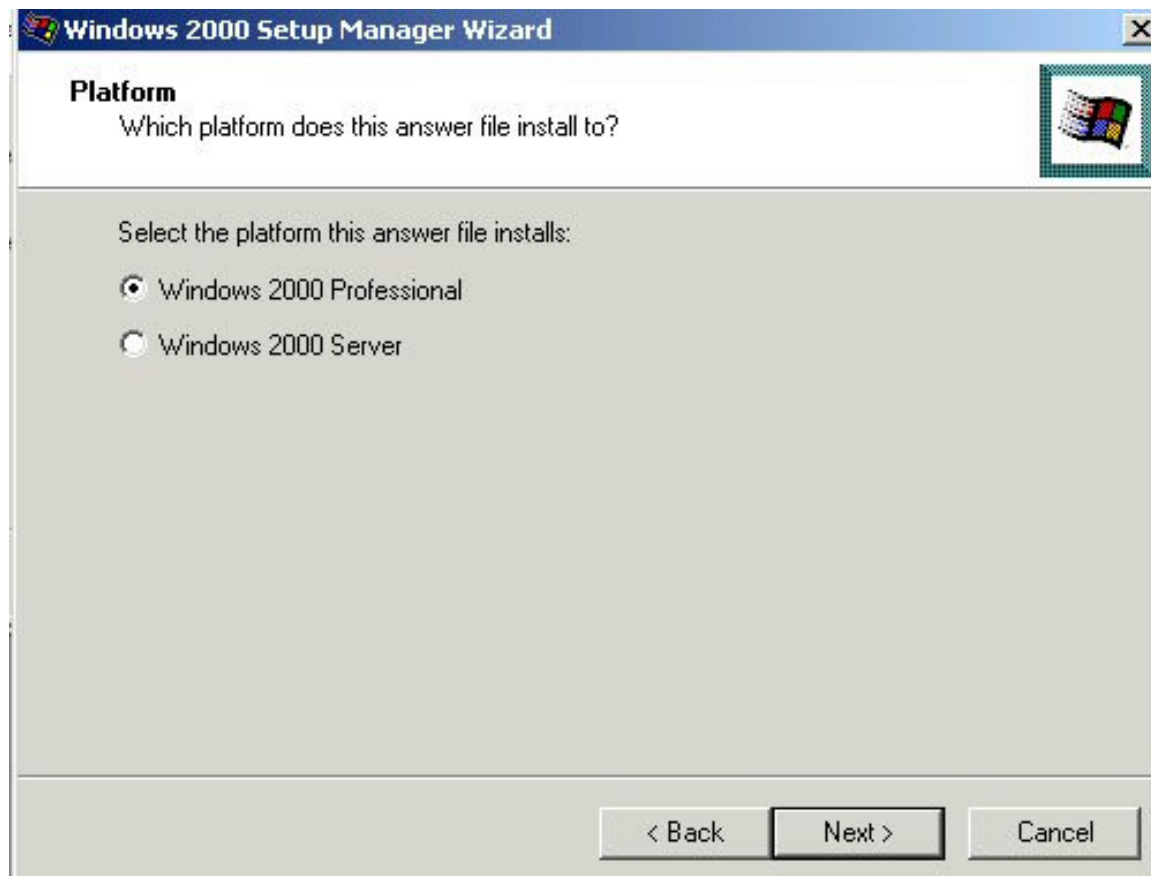 Windows 2000 Setup Manager Wizard
Platform
Which platform does this answer file install to?
Select the platform this answer file installs:
Windows 2000 Professional
Windows 2000 Server
< Back Next > Cancel